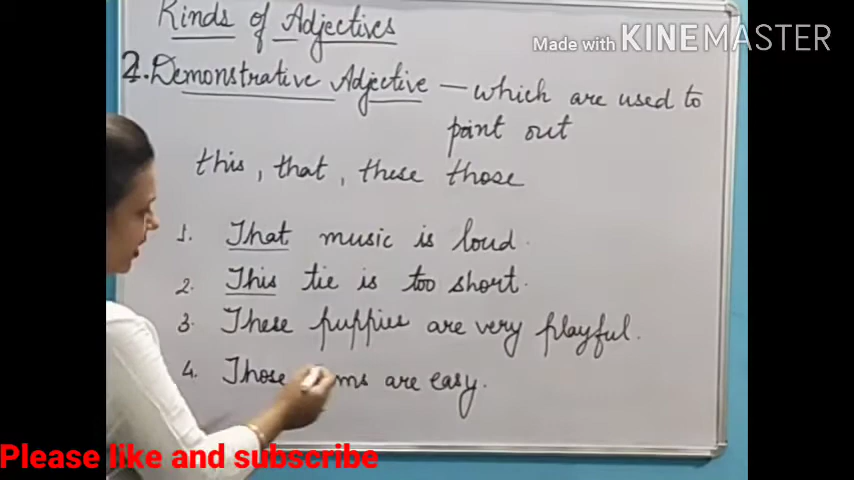 Kinds of Adjectives
Made with KINEMASTER
2. Demonstrative Adjective — which are used to
point out
this, that, these those
1. That music is loud.
2. This tie is too short.
3. These puppies are very playful.
4. Those are easy.
Please like and subscribe